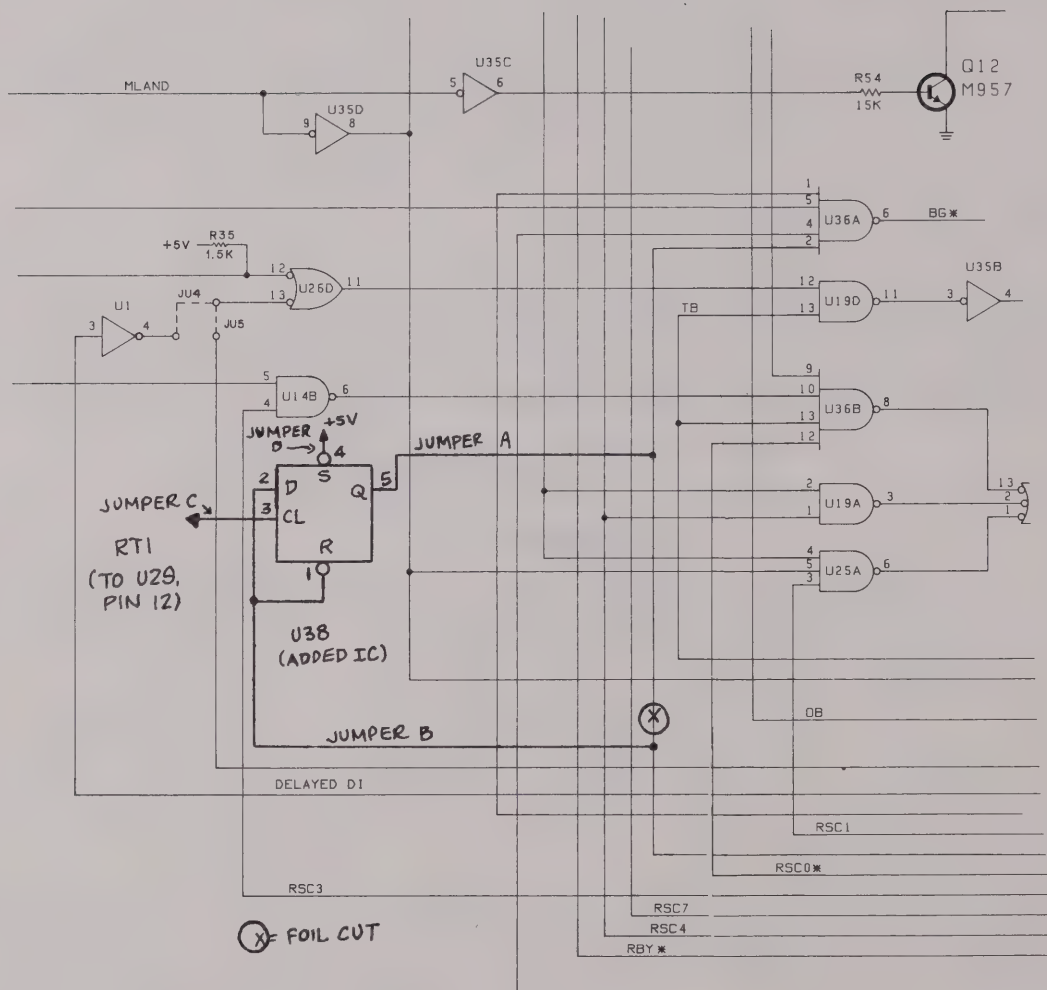 U35C
MLAND
5
6
R54
15K
Q12
M957
U35D
9
8
1
5
4
2
U36A
6
BG*
+5V
R35
1.5K
12
13
U26D
11
U35B
U1
JU4
JU5
3
4
12
13
U19D
11
3
4
TB
5
4
U14B
6
9
10
13
12
U36B
8
JUMPER
D
+5V
4
JUMPER A
S
2
D
Q
5
3
CL
R
1
JUMPER C
RT1
(TO U29,
PIN 12)
2
1
U19A
3
13
2
1
4
5
3
U25A
6
U38
(ADDED IC)
X
OB
JUMPER B
DELAYED DI
RSC1
RSC0*
RSC3
RSC7
RSC4
RBY*
X = FOIL CUT